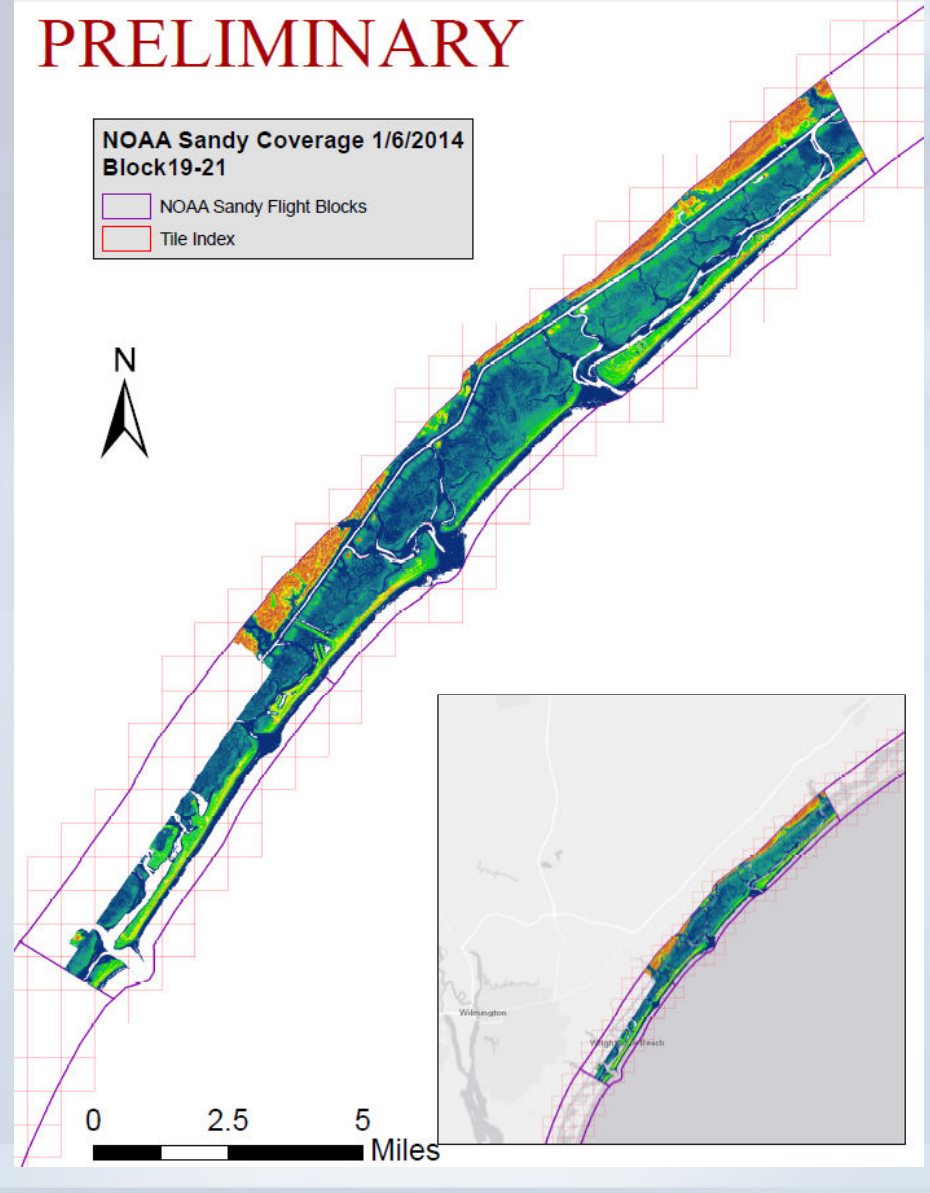 PRELIMINARY
NOAA Sandy Coverage 1/6/2014
Block19-21
NOAA Sandy Flight Blocks
Tile Index
N
Wilmington
0 2.5 5
Miles